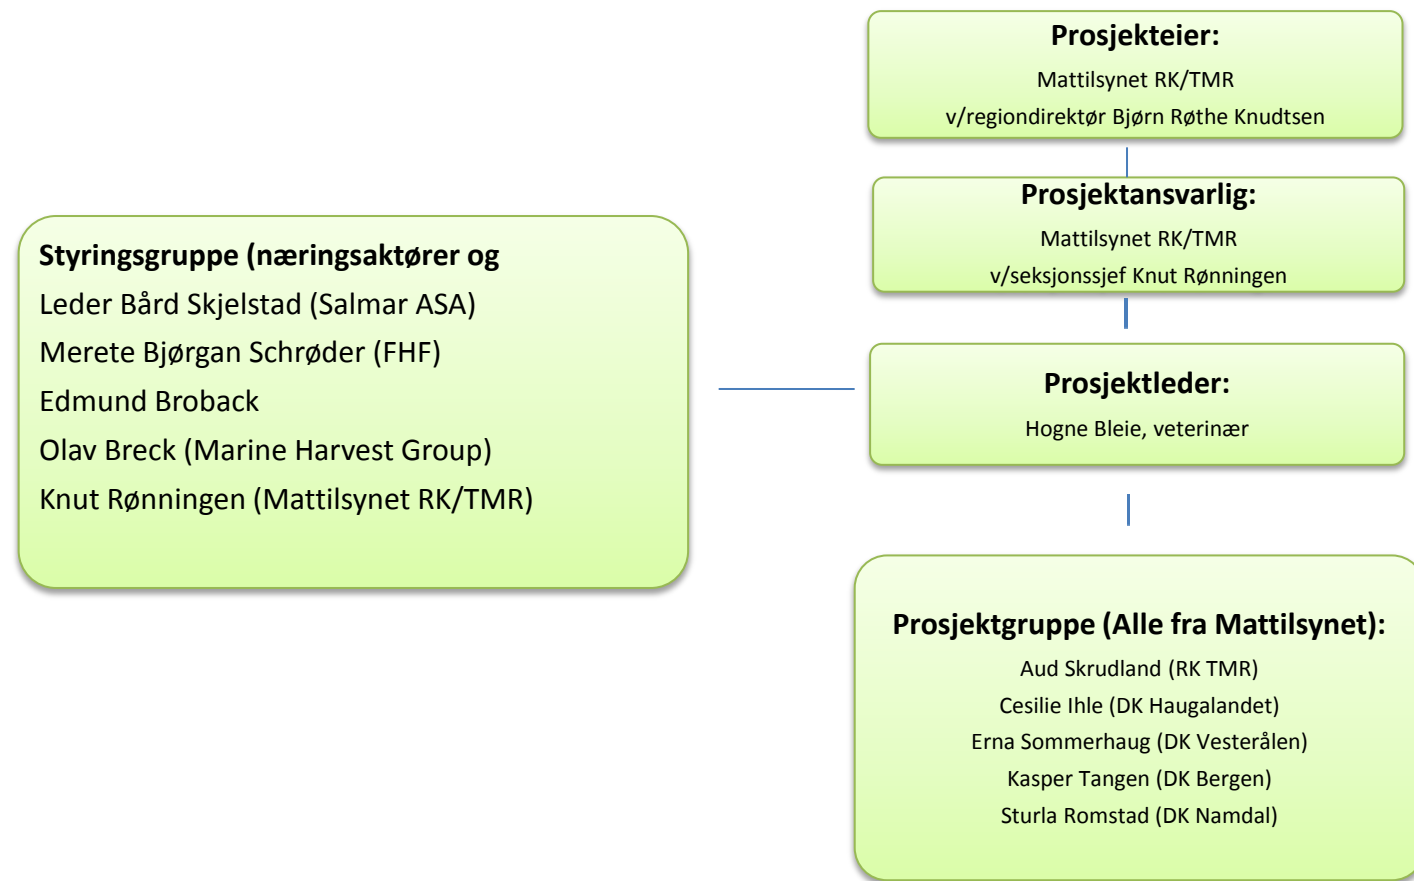 Prosjekteier:
Mattilsynet RK/TMR
v/regiondirektør Bjørn Røthe Knudtsen
Prosjektansvarlig:
Mattilsynet RK/TMR
v/seksjonssjef Knut Rønningen
Styringsgruppe (næringsaktører og
Leder Bård Skjelstad (Salmar ASA)
Merete Bjørgan Schrøder (FHF)
Edmund Broback
Olav Breck (Marine Harvest Group)
Knut Rønningen (Mattilsynet RK/TMR)
Prosjektleder:
Hogne Bleie, veterinær
Prosjektgruppe (Alle fra Mattilsynet):
Aud Skrudland (RK TMR)
Cesilie Ihle (DK Haugalandet)
Erna Sommerhaug (DK Vesterålen)
Kasper Tangen (DK Bergen)
Sturla Romstad (DK Namdal)